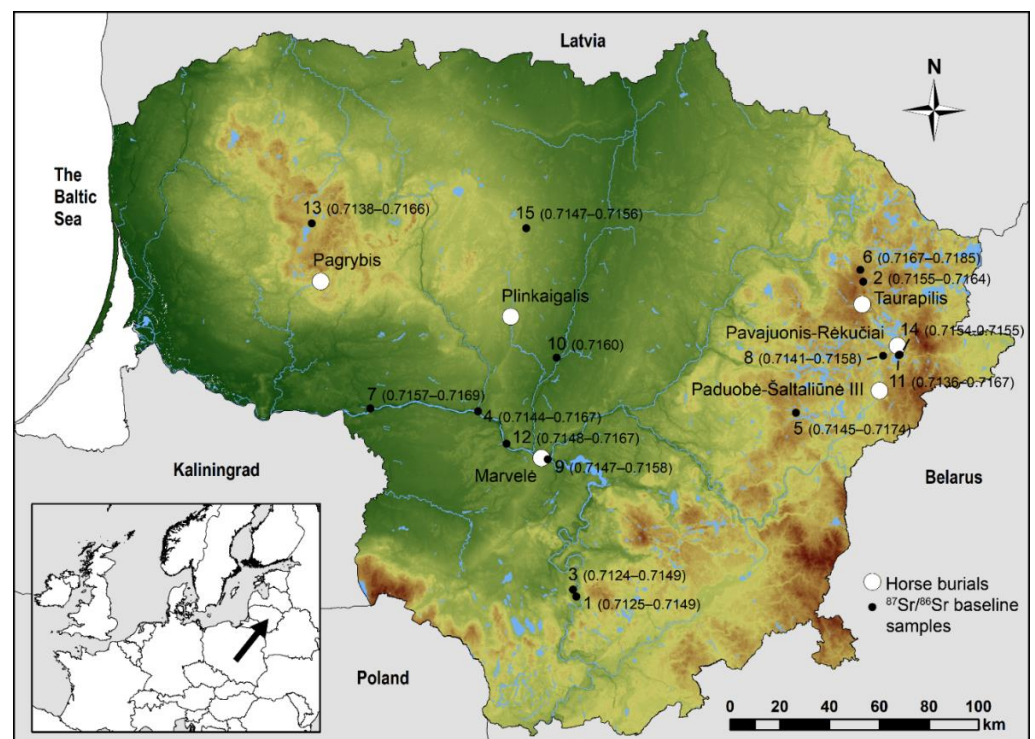 Latvia
N
The
Baltic
Sea
13 (0.7138–0.7166)
15 (0.7147–0.7156)
Pagrybis
6 (0.7167–0.7185)
2 (0.7155–0.7164)
Taurapilis
Plinkaigalis
Pavajuonis-Rėkučiai
14 (0.7154–0.7155)
10 (0.7160)
8 (0.7141–0.7158)
11 (0.7136–0.7167)
Paduobė-Šaltaliūnė III
7 (0.7157–0.7169)
4 (0.7144–0.7167)
5 (0.7145–0.7174)
12 (0.7148–0.7167)
Kaliningrad
Marvelė
9 (0.7147–0.7158)
Belarus
3 (0.7124–0.7149)
1 (0.7125–0.7149)
Horse burials
⁸⁷Sr/⁸⁶Sr baseline
samples
Poland
0 20 40 60 80 100
km